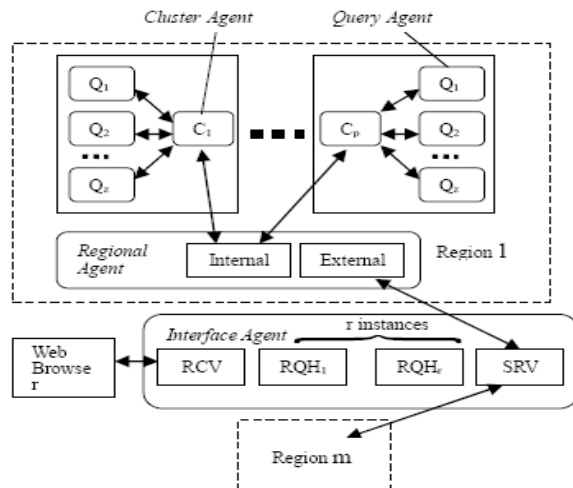 Cluster Agent
Query Agent
Q1
Q2
...
Qz
C1
...
Cp
Q1
Q2
...
Qz
Regional
Agent
Internal
External
Region 1
Interface Agent
r instances
Web
Browse
r
RCV
RQH1
RQHr
SRV
Region m